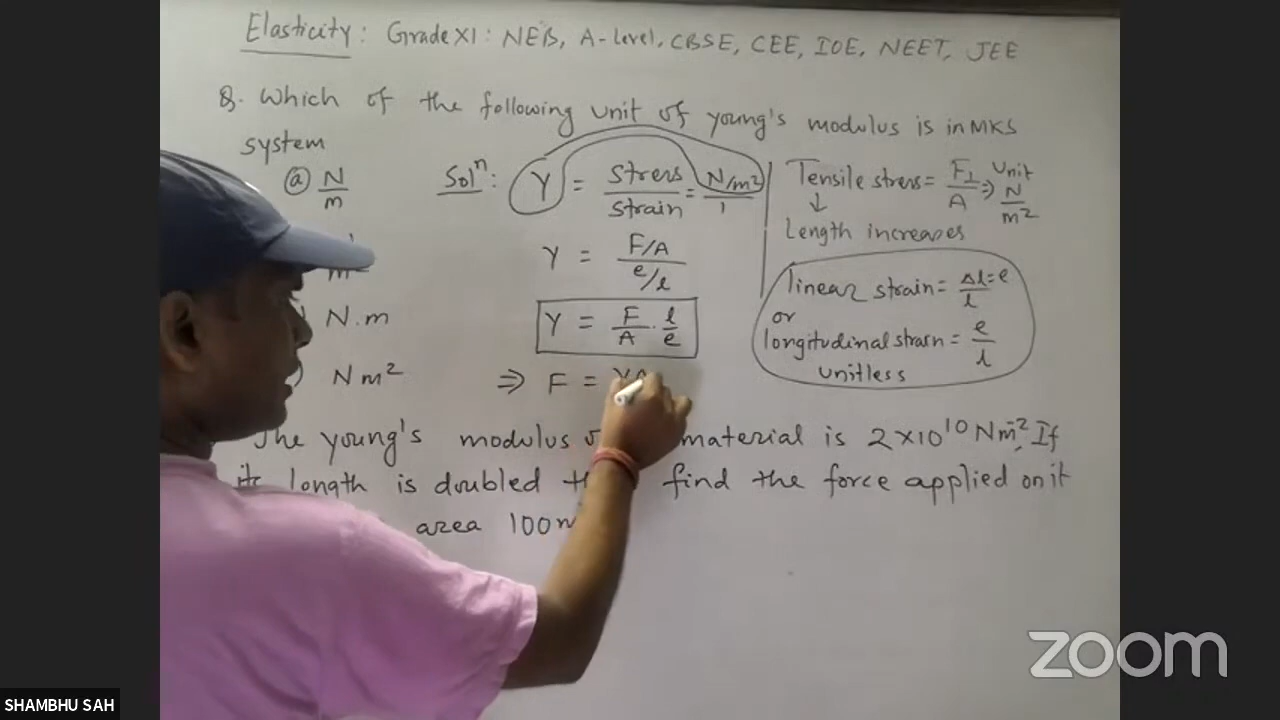 Elasticity: Grade XI: NEB, A-Level, CBSE, CEE, IOE, NEET, JEE
Q. Which of the following unit of young's modulus is in MKS
system
(a) N/m
Solⁿ: Y = Stress/Strain = N/m²/1
Tensile stress = F⊥/A ⇒ Unit N/m²
↓
Length increases
m²
Y = F/A / e/l
linear strain = Δl=e/l
or
longitudinal strain = e/l
unitless
N.m
Y = F/A . l/e
Nm²
⇒ F = YA
The young's modulus material is 2×10¹⁰ Nm⁻² If
its length is doubled find the force applied on it
area 100
SHAMBHU SAH
zoom